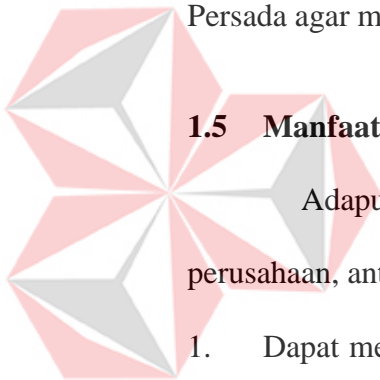 Persada agar m
1.5 Manfaat
Adapu
perusahaan, ant
1. Dapat me